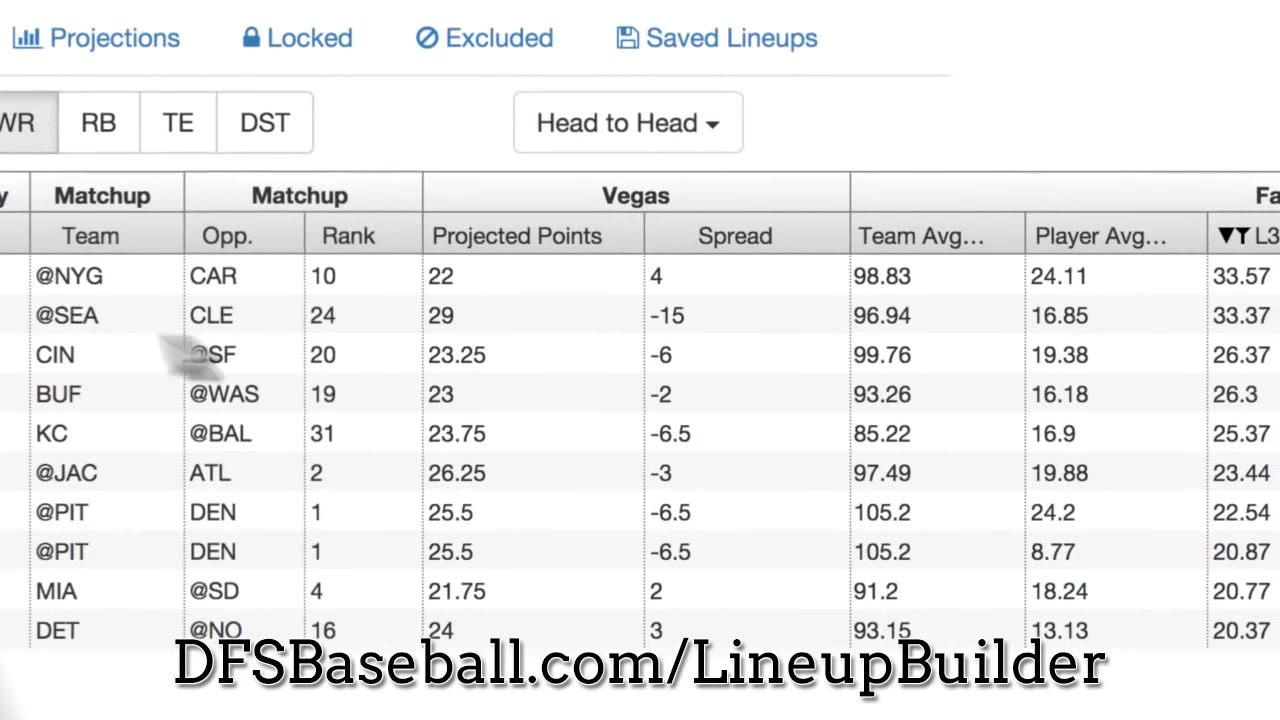 Projections Locked Excluded Saved Lineups
WR RB TE DST Head to Head
y Matchup Matchup Vegas Fa
Team Opp. Rank Projected Points Spread Team Avg... Player Avg... L3
@NYG CAR 10 22 4 98.83 24.11 33.57
@SEA CLE 24 29 -15 96.94 16.85 33.37
CIN @SF 20 23.25 -6 99.76 19.38 26.37
BUF @WAS 19 23 -2 93.26 16.18 26.3
KC @BAL 31 23.75 -6.5 85.22 16.9 25.37
@JAC ATL 2 26.25 -3 97.49 19.88 23.44
@PIT DEN 1 25.5 -6.5 105.2 24.2 22.54
@PIT DEN 1 25.5 -6.5 105.2 8.77 20.87
MIA @SD 4 21.75 2 91.2 18.24 20.77
DET @NO 16 24 3 93.15 13.13 20.37
DFSBaseball.com/LineupBuilder